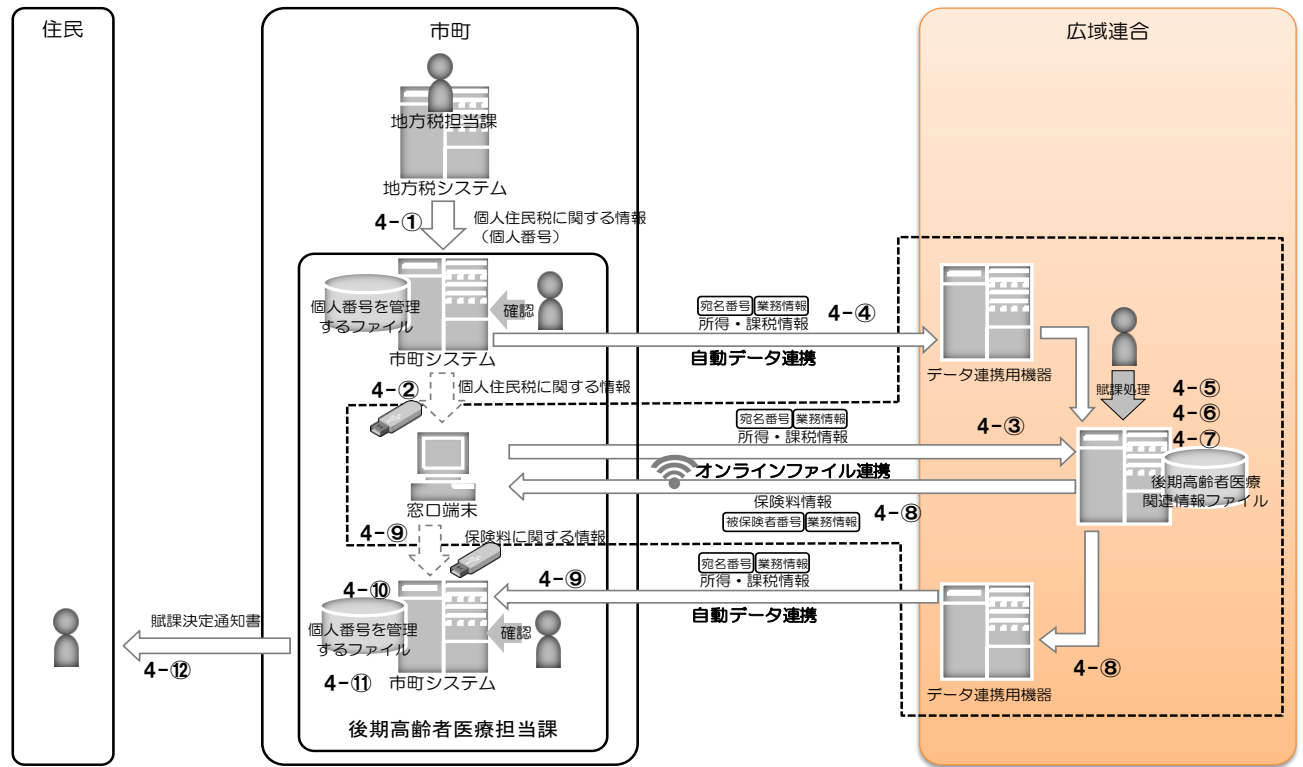 住民
市町
広域連合
地方税担当課
地方税システム
4-①
個人住民税に関する情報
（個人番号）
個人番号を管理
するファイル
確認
市町システム
宛名番号 業務情報
所得・課税情報
4-④
自動データ連携
データ連携用機器
賦課処理
4-⑤
4-⑥
4-⑦
4-②
個人住民税に関する情報
宛名番号 業務情報
所得・課税情報
4-③
オンラインファイル連携
後期高齢者医療
関連情報ファイル
窓口端末
保険料情報
被保険者番号 業務情報
4-⑧
4-⑨
保険料に関する情報
宛名番号 業務情報
所得・課税情報
4-⑨
自動データ連携
4-⑩
個人番号を管理
するファイル
確認
4-⑪
市町システム
4-⑧
データ連携用機器
賦課決定通知書
4-⑫
後期高齢者医療担当課